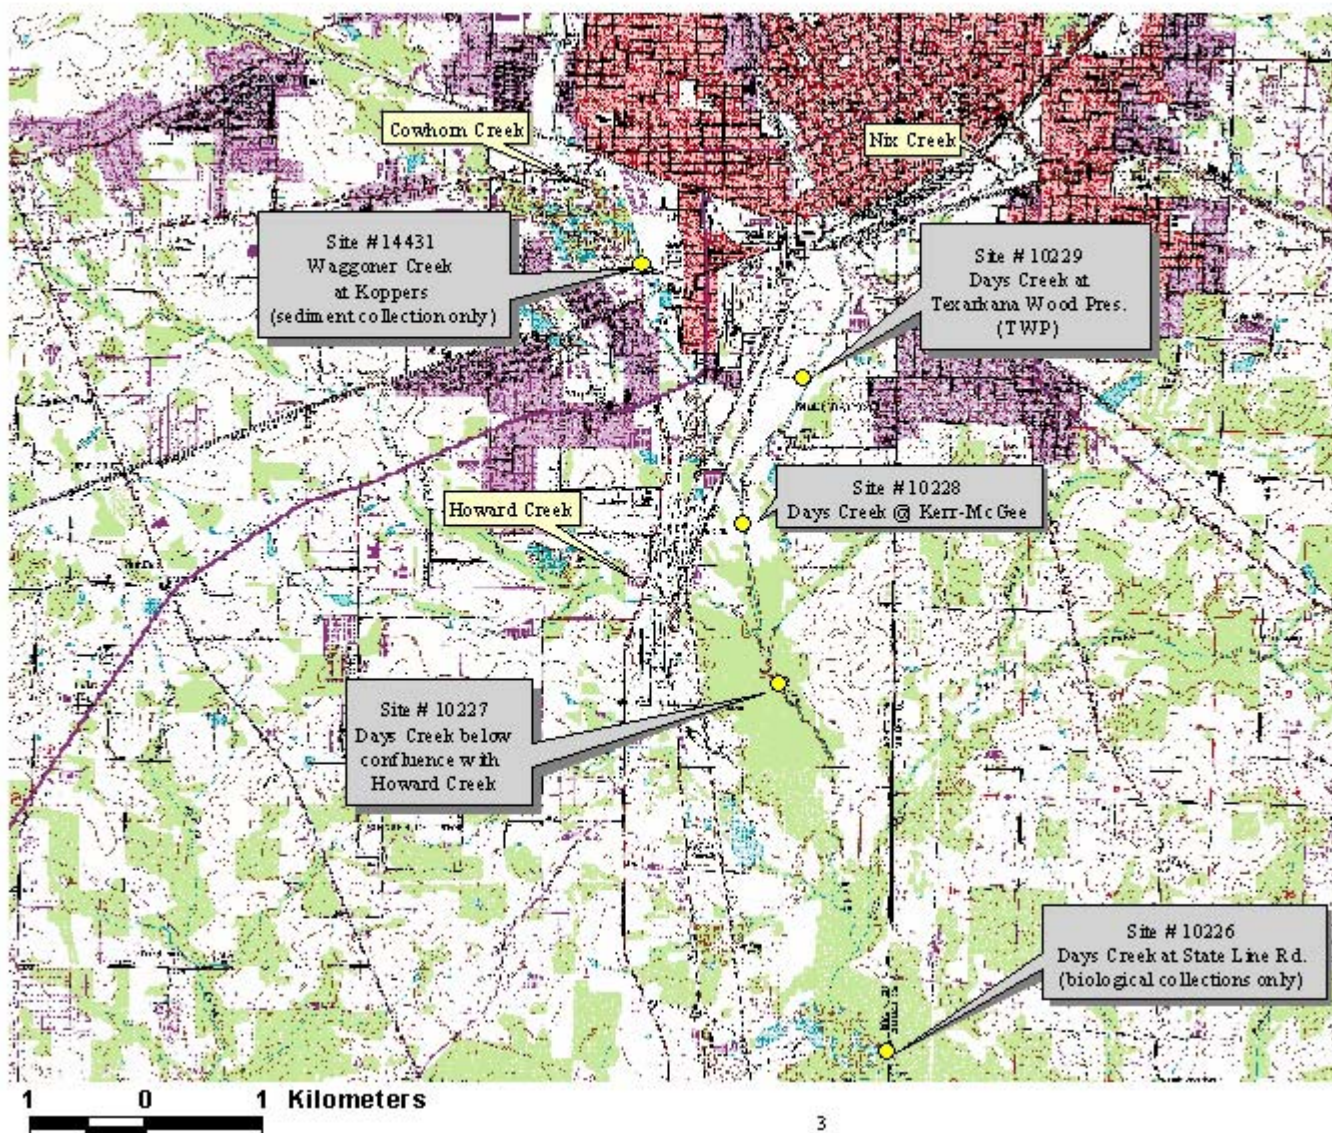 Cowhorn Creek
Nix Creek
Site #14431
Waggoner Creek
at Koppers
(sediment collection only)
Site #10229
Days Creek at
Texarkana Wood Pres.
(TWP)
Site #10228
Days Creek @ Kerr-McGee
Howard Creek
Site # 10227
Days Creek below
confluence with
Howard Creek
Site #10226
Days Creek at State Line Rd.
(biological collections only)
1 0 1 Kilometers
3